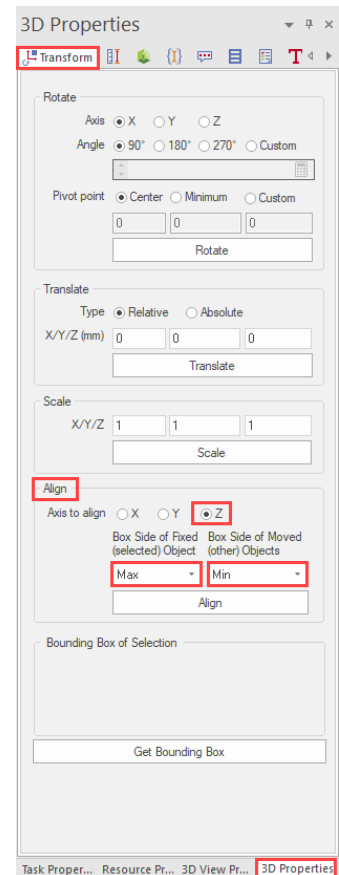 3D Properties
Transform
Rotate
Axis X Y Z
Angle 90° 180° 270° Custom
Pivot point Center Minimum Custom
0 0 0
Rotate
Translate
Type Relative Absolute
X/Y/Z (mm) 0 0 0
Translate
Scale
X/Y/Z 1 1 1
Scale
Align
Axis to align X Y Z
Box Side of Fixed Box Side of Moved
(selected) Object (other) Objects
Max Min
Align
Bounding Box of Selection
Get Bounding Box
Task Proper... Resource Pr... 3D View Pr... 3D Properties